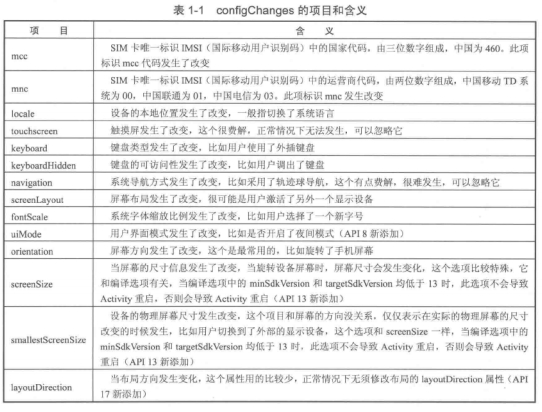 表 1-1 configChanges 的项目和含义
项 目 含 义
mcc SIM 卡唯一标识 IMSI（国际移动用户识别码）中的国家代码，由三位数字组成，中国为 460。此项
标识 mcc 代码发生了改变
mnc SIM 卡唯一标识 IMSI（国际移动用户识别码）中的运营商代码，由两位数字组成，中国移动 TD 系
统为 00，中国联通为 01，中国电信为 03。此项标识 mnc 发生改变
locale 设备的本地位置发生了改变，一般指切换了系统语言
touchscreen 触摸屏发生了改变，这个很费解，正常情况下无法发生，可以忽略它
keyboard 键盘类型发生了改变，比如用户使用了外插键盘
keyboardHidden 键盘的可访问性发生了改变，比如用户调出了键盘
navigation 系统导航方式发生了改变，比如采用了轨迹球导航，这个有点费解，很难发生，可以忽略它
screenLayout 屏幕布局发生了改变，很可能是用户激活了另外一个显示设备
fontScale 系统字体缩放比例发生了改变，比如用户选择了一个新字号
uiMode 用户界面模式发生了改变，比如是否开启了夜间模式（API 8 新添加）
orientation 屏幕方向发生了改变，这个是最常用的，比如旋转了手机屏幕
screenSize 当屏幕的尺寸信息发生了改变，当旋转设备屏幕时，屏幕尺寸会发生变化，这个选项比较特殊，它
和编译选项有关，当编译选项中的 minSdkVersion 和 targetSdkVersion 均低于 13 时，此选项不会导致
Activity 重启，否则会导致 Activity 重启（API 13 新添加）
smallestScreenSize 设备的物理屏幕尺寸发生改变，这个项目和屏幕的方向没关系，仅仅表示在实际的物理屏幕的尺寸
改变的时候发生，比如用户切换到了外部的显示设备，这个选项和 screenSize 一样，当编译选项中的
minSdkVersion 和 targetSdkVersion 均低于 13 时，此选项不会导致 Activity 重启，否则会导致 Activity
重启（API 13 新添加）
layoutDirection 当布局方向发生变化，这个属性用的比较少，正常情况下无须修改布局的 layoutDirection 属性（API
17 新添加）